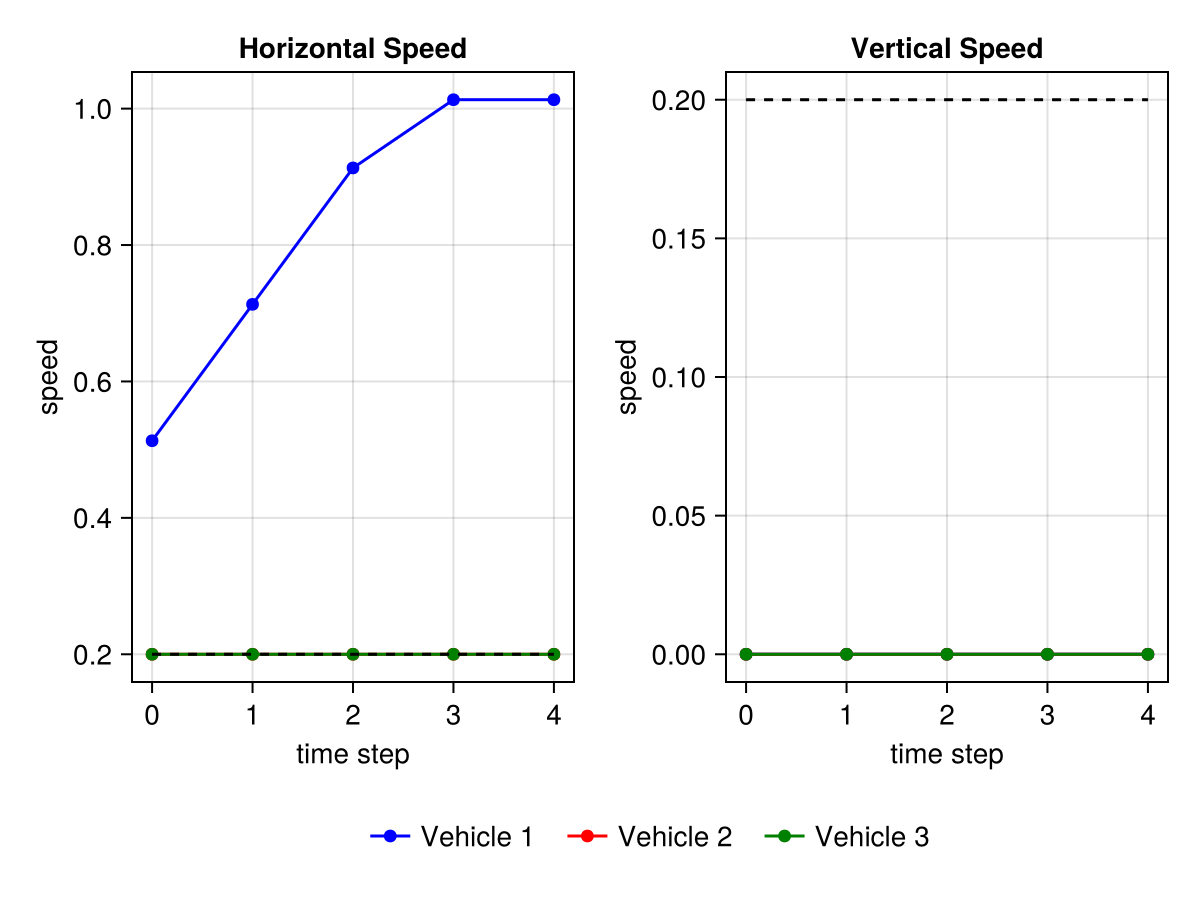 Horizontal Speed
1.0
0.8
0.6
0.4
0.2
speed
0 1 2 3 4
time step
Vertical Speed
0.20
0.15
0.10
0.05
0.00
speed
0 1 2 3 4
time step
Vehicle 1 Vehicle 2 Vehicle 3